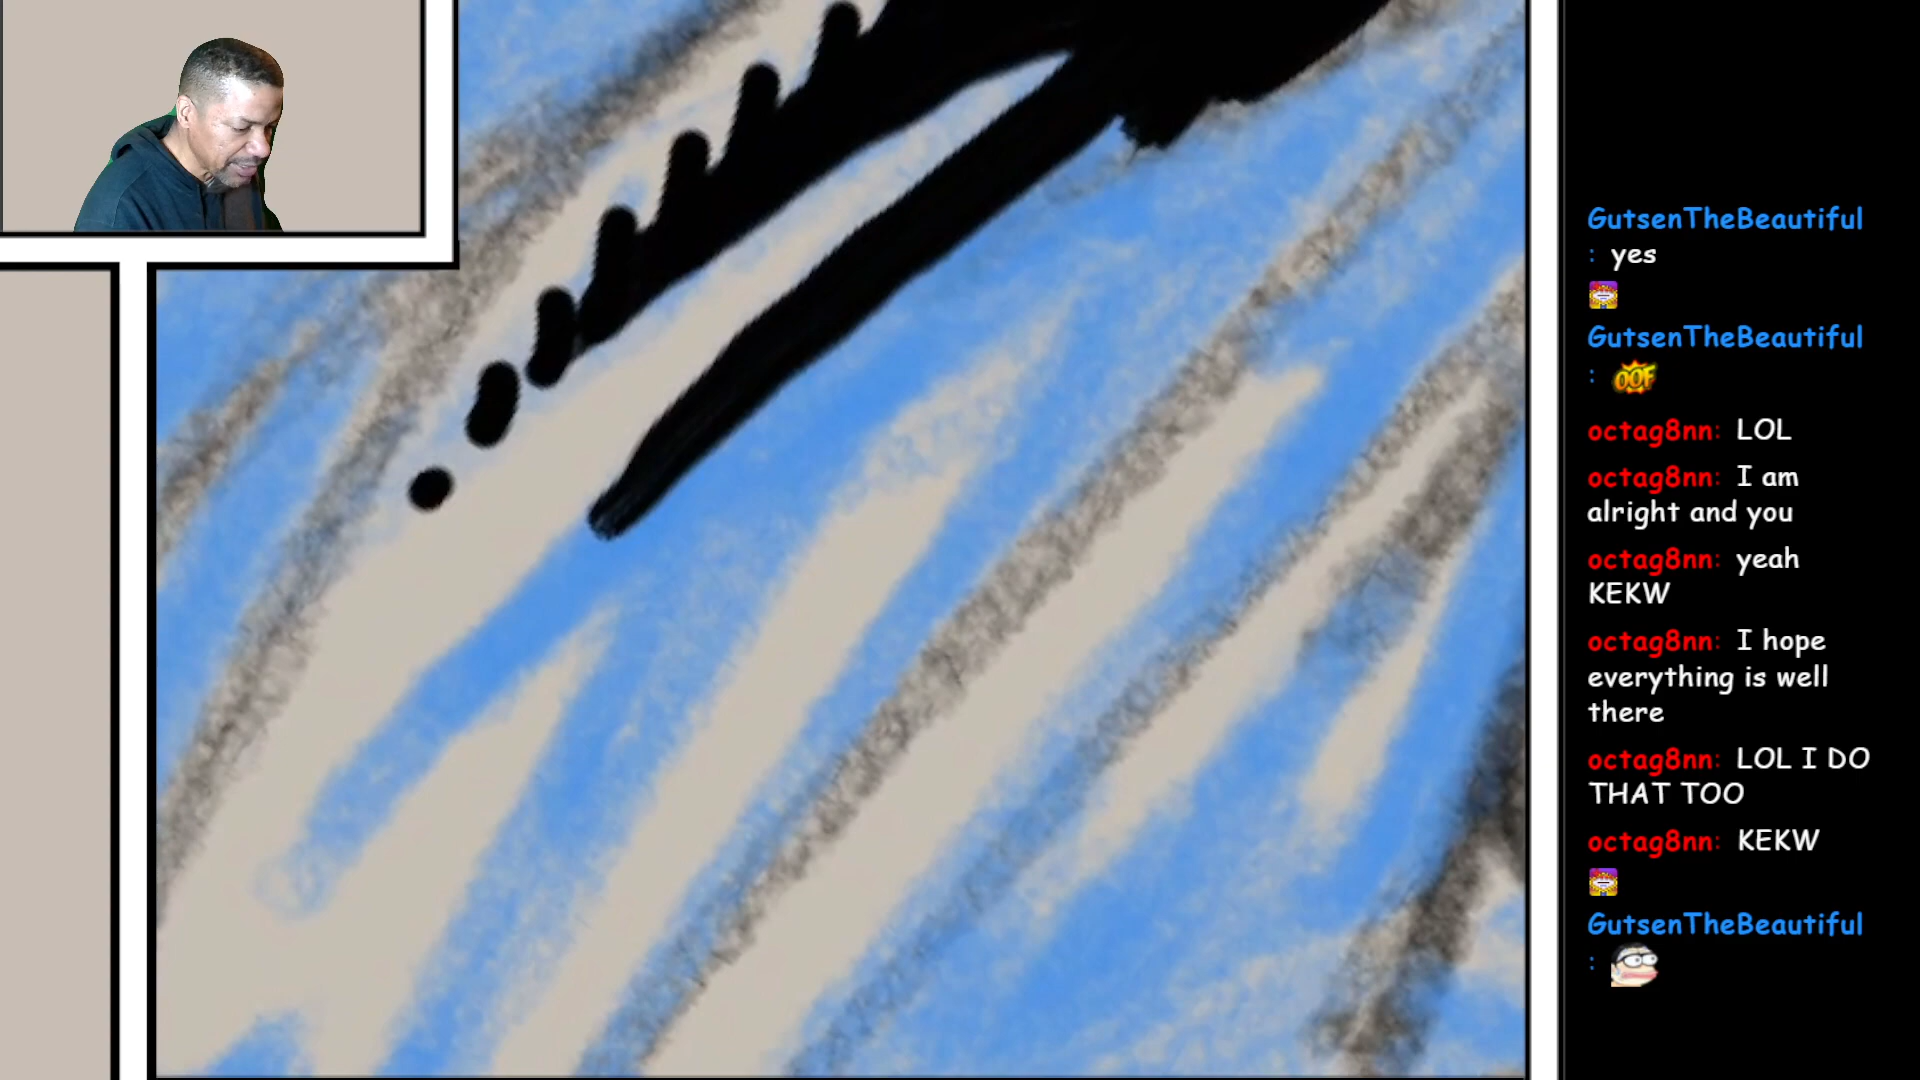 GutsenTheBeautiful
: yes
GutsenTheBeautiful
: OOF
octag8nn: LOL
octag8nn: I am
alright and you
octag8nn: yeah
KEKW
octag8nn: I hope
everything is well
there
octag8nn: LOL I DO
THAT TOO
octag8nn: KEKW
GutsenTheBeautiful
: